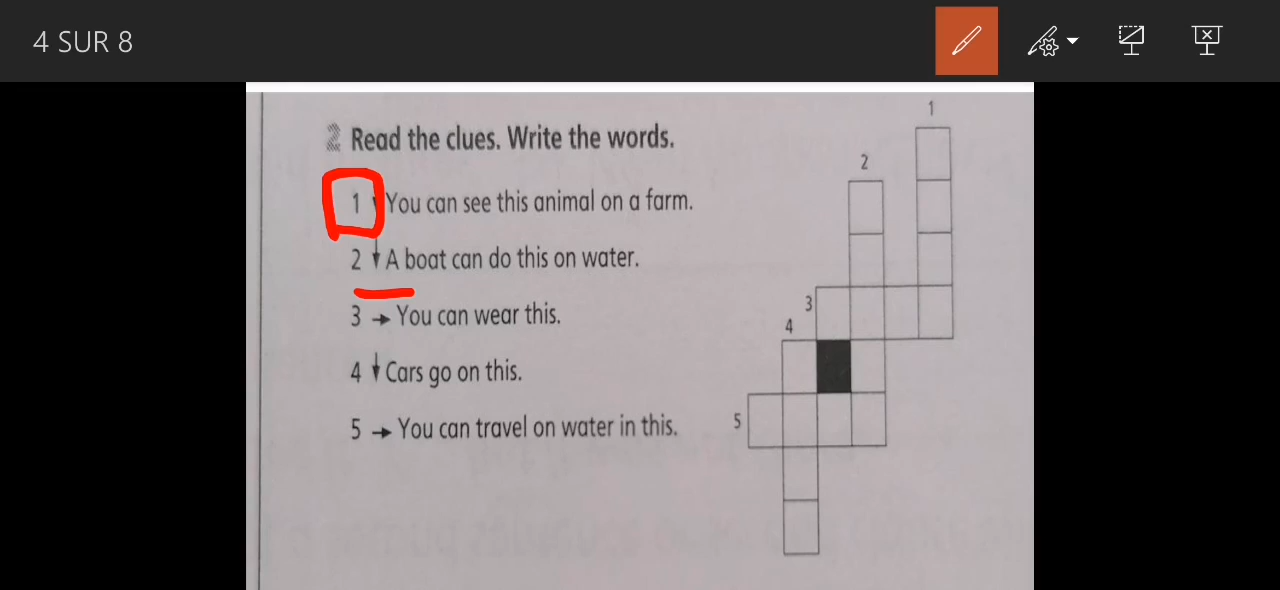 4 SUR 8
2 Read the clues. Write the words.
1 You can see this animal on a farm.
2 ↓ A boat can do this on water.
3 → You can wear this.
4 ↓ Cars go on this.
5 → You can travel on water in this.
1
2
3
4
5